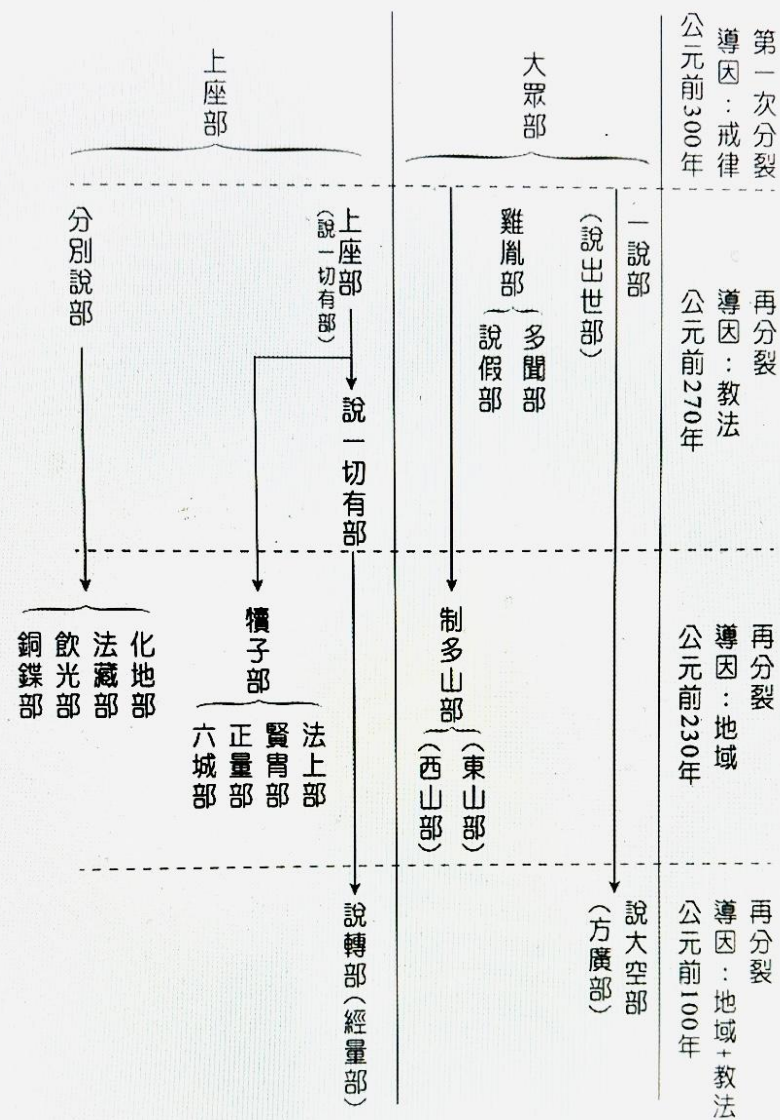 第一次分裂
導因：戒律
公元前300年
大眾部
上座部
再分裂
導因：教法
公元前270年
一說部
（說出世部）
雞胤部
多聞部
說假部
上座部
（說一切有部）
說一切有部
分別說部
再分裂
導因：地域
公元前230年
制多山部
（東山部）
（西山部）
犢子部
法上部
賢冑部
正量部
六城部
化地部
法藏部
飲光部
銅鍱部
再分裂
導因：地域+教法
公元前100年
說大空部
（方廣部）
說轉部（經量部）